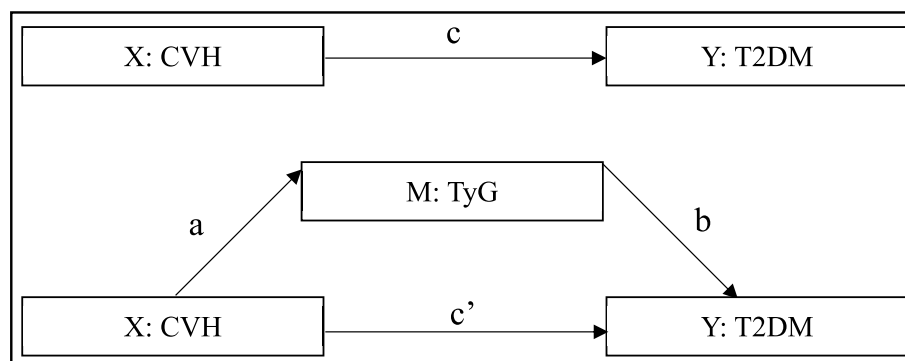 c
X: CVH
Y: T2DM
M: TyG
a
b
X: CVH
c’
Y: T2DM